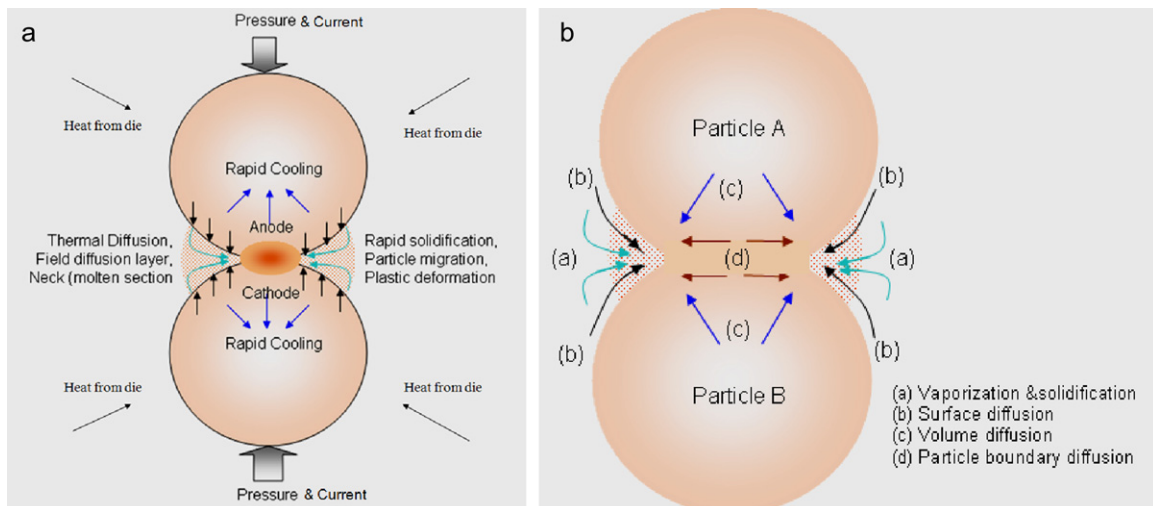 a
Pressure & Current
Heat from die
Heat from die
Rapid Cooling
Anode
Thermal Diffusion,
Field diffusion layer,
Neck (molten section
Rapid solidification,
Particle migration,
Plastic deformation
Cathode
Rapid Cooling
Heat from die
Heat from die
Pressure & Current
b
Particle A
(b)
(b)
(c)
(a)
(d)
(a)
(c)
(b)
(b)
Particle B
(a) Vaporization &solidification
(b) Surface diffusion
(c) Volume diffusion
(d) Particle boundary diffusion